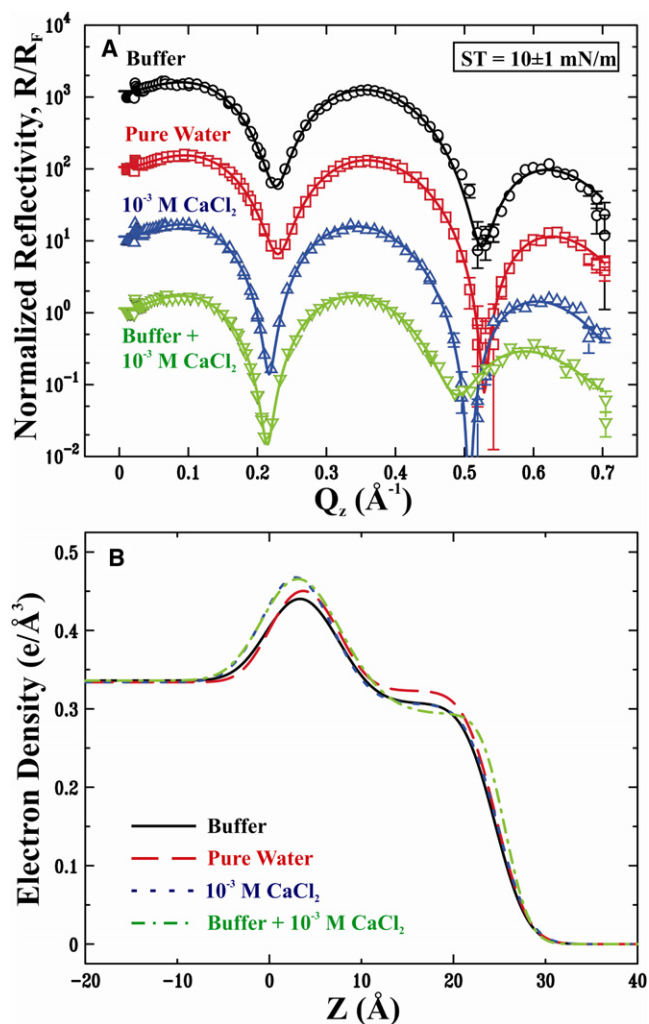 A
ST = 10±1 mN/m
Buffer
Pure Water
10⁻³ M CaCl₂
Buffer +
10⁻³ M CaCl₂
Normalized Reflectivity, R/R_F
10⁴
10³
10²
10¹
10⁰
10⁻¹
10⁻²
0 0.1 0.2 0.3 0.4 0.5 0.6 0.7
Q_z (Å⁻¹)
B
Electron Density (e/Å³)
0.5
0.4
0.3
0.2
0.1
0
Buffer
Pure Water
10⁻³ M CaCl₂
Buffer + 10⁻³ M CaCl₂
-20 -10 0 10 20 30 40
Z (Å)